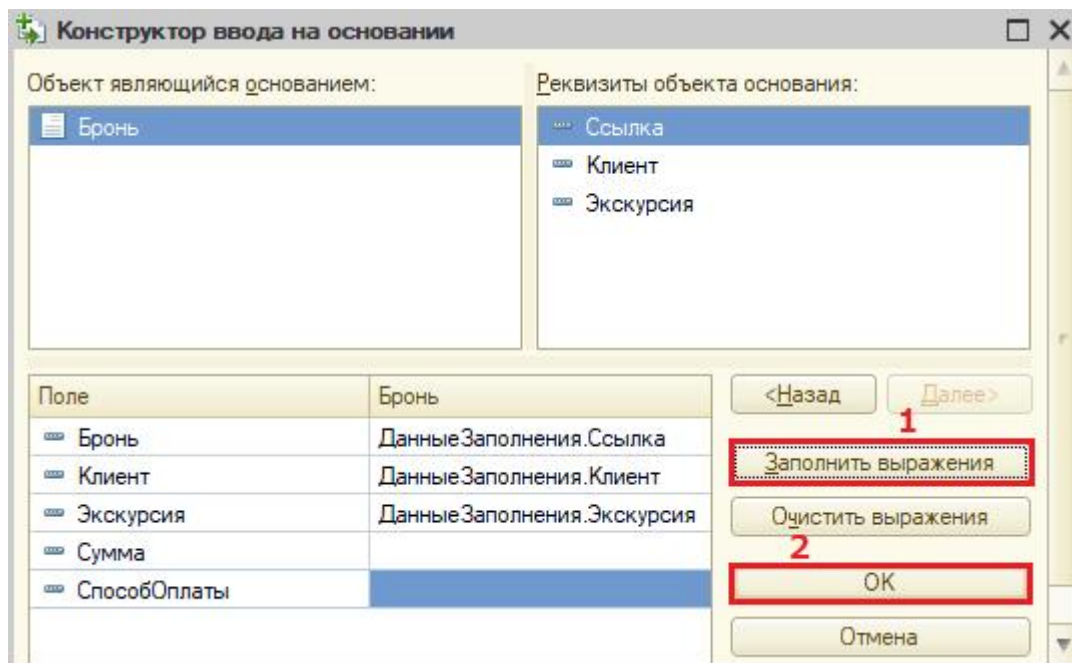 Конструктор ввода на основании
Объект являющийся основанием:
Реквизиты объекта основания:
Бронь
Ссылка
Клиент
Экскурсия
Поле Бронь
Бронь ДанныеЗаполнения.Ссылка
Клиент ДанныеЗаполнения.Клиент
Экскурсия ДанныеЗаполнения.Экскурсия
Сумма
СпособОплаты
<Назад Далее>
1
Заполнить выражения
Очистить выражения
2
OK
Отмена